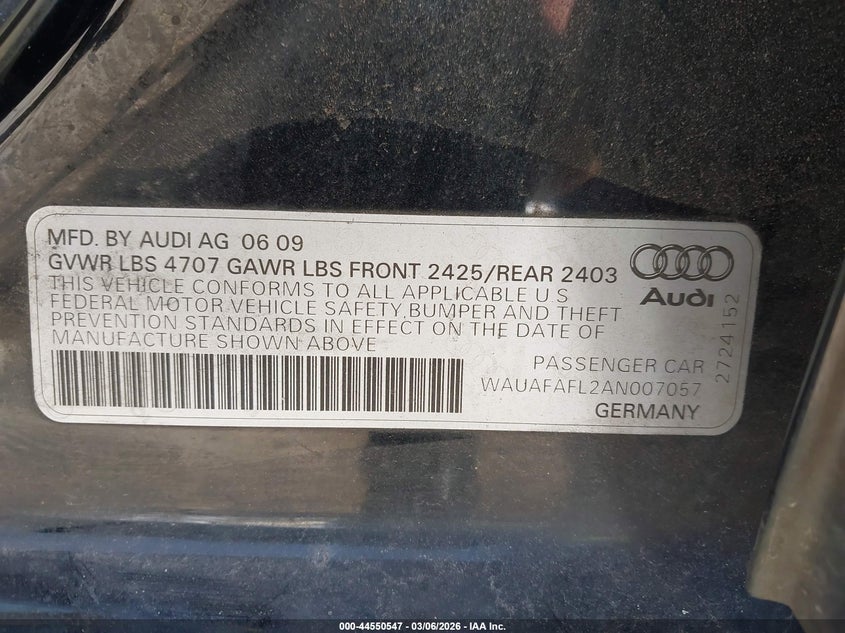 MFD. BY AUDI AG 06 09
GVWR LBS 4707 GAWR LBS FRONT 2425/REAR 2403
THIS VEHICLE CONFORMS TO ALL APPLICABLE U S
FEDERAL MOTOR VEHICLE SAFETY, BUMPER AND THEFT
PREVENTION STANDARDS IN EFFECT ON THE DATE OF
MANUFACTURE SHOWN ABOVE
Audi
2724152
PASSENGER CAR
WAUAFAFL2AN007057
GERMANY
000-44550547 - 03/06/2026 - IAA Inc.